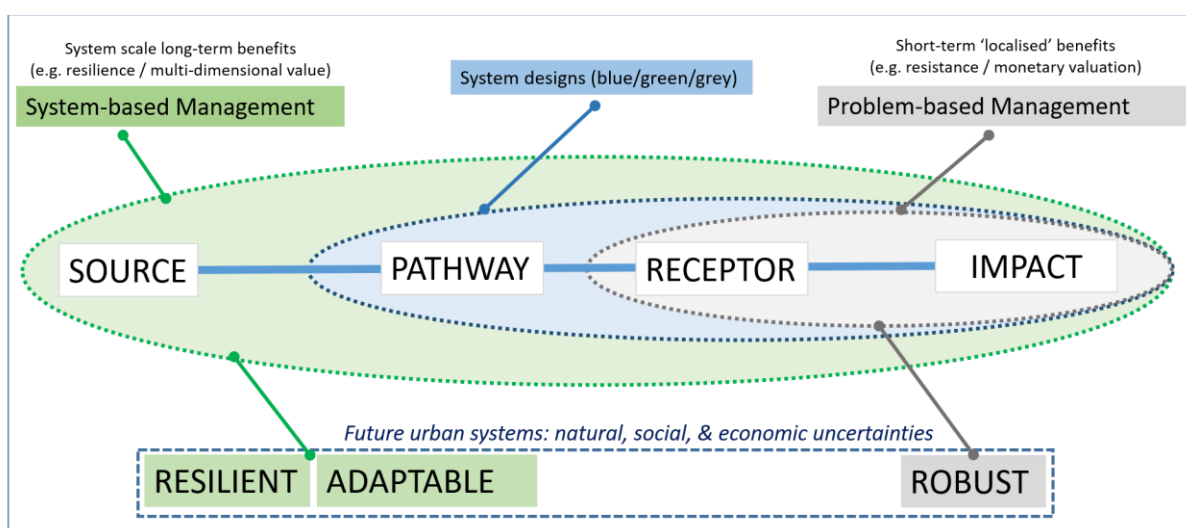 System scale long-term benefits
(e.g. resilience / multi-dimensional value)
System-based Management
System designs (blue/green/grey)
Short-term ‘localised’ benefits
(e.g. resistance / monetary valuation)
Problem-based Management
SOURCE
PATHWAY
RECEPTOR
IMPACT
Future urban systems: natural, social, & economic uncertainties
RESILIENT
ADAPTABLE
ROBUST